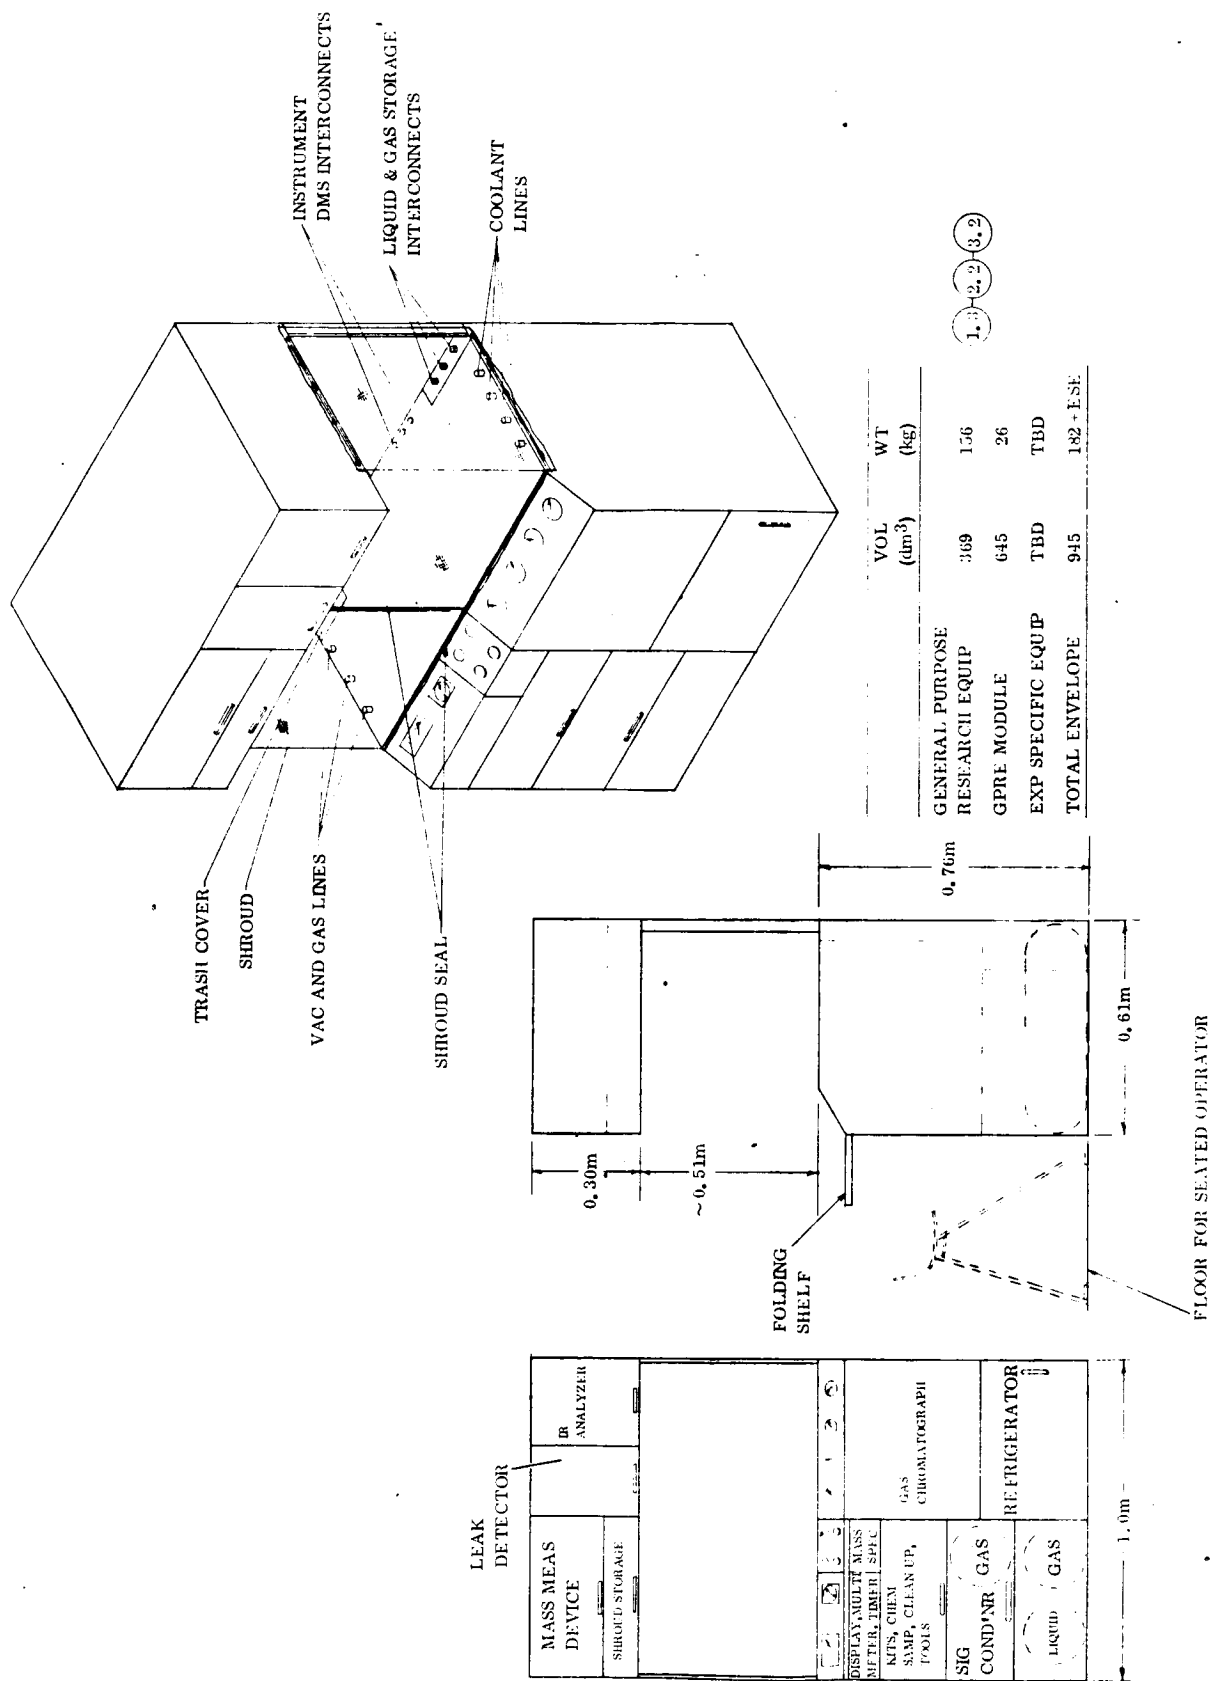 INSTRUMENT
DMS INTERCONNECTS
LIQUID & GAS STORAGE
INTERCONNECTS
COOLANT
LINES
TRASH COVER
SHROUD
VAC AND GAS LINES
SHROUD SEAL
1.3 2.2 3.2
VOL WT
(dm³) (kg)
GENERAL PURPOSE
RESEARCH EQUIP 369 156
GPRE MODULE 645 26
EXP SPECIFIC EQUIP TBD TBD
TOTAL ENVELOPE 945 182 + ESE
LEAK
DETECTOR
MASS MEAS
DEVICE
SHROUD STORAGE
IR
ANALYZER
DISPLAY, MULTI MASS
METER, TIMER SPEC
KITS, CHEM
SAMP, CLEAN UP,
TOOLS
SIG
COND'NR GAS
LIQUID GAS
GAS
CHROMATOGRAPH
REFRIGERATOR
1.0m
0.30m
~0.51m
FOLDING
SHELF
0.76m
0.61m
FLOOR FOR SEATED OPERATOR